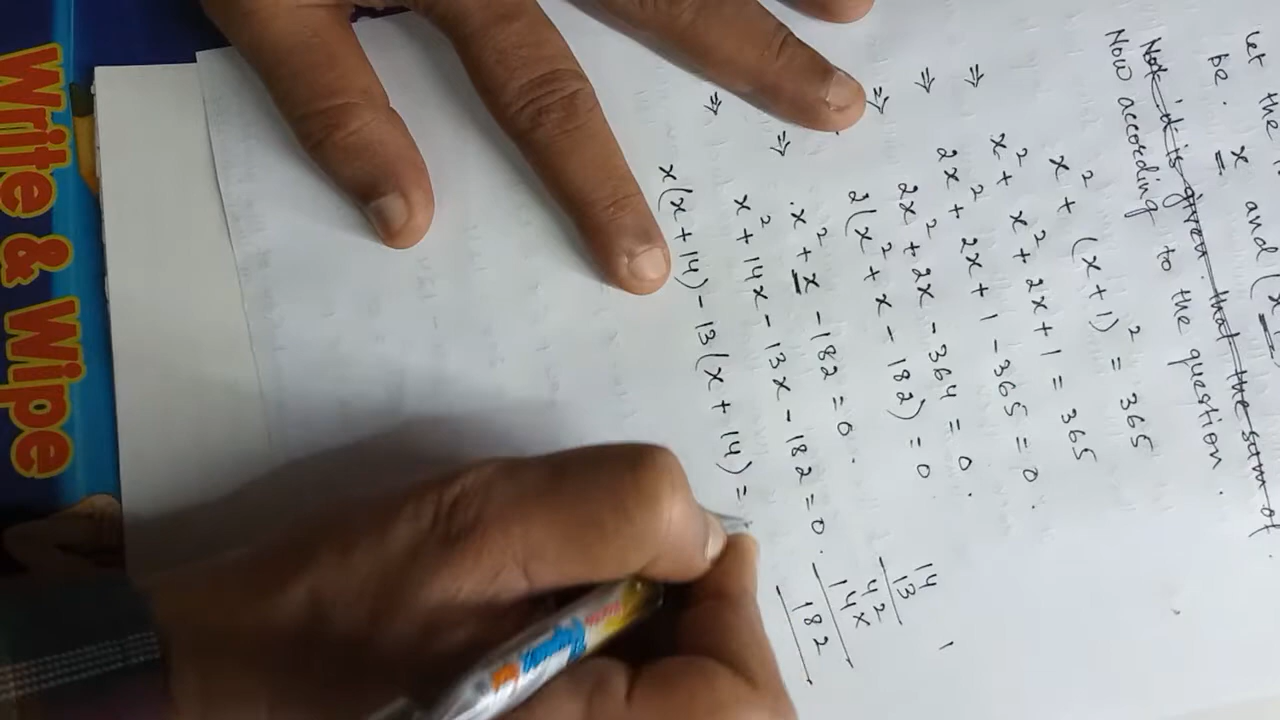 Let the
be. x and (x
Note it is given that the sum of
Now according to the question.
x² + (x+1)² = 365
⇒ x² + x² + 2x + 1 = 365
⇒ 2x² + 2x + 1 - 365 = 0.
⇒ 2x² + 2x - 364 = 0.
2(x² + x - 182) = 0
⇒ x² + x - 182 = 0.
⇒ x² + 14x - 13x - 182 = 0.
x(x+14) - 13(x+14) =
14
13
42
14x
182
Write & Wipe